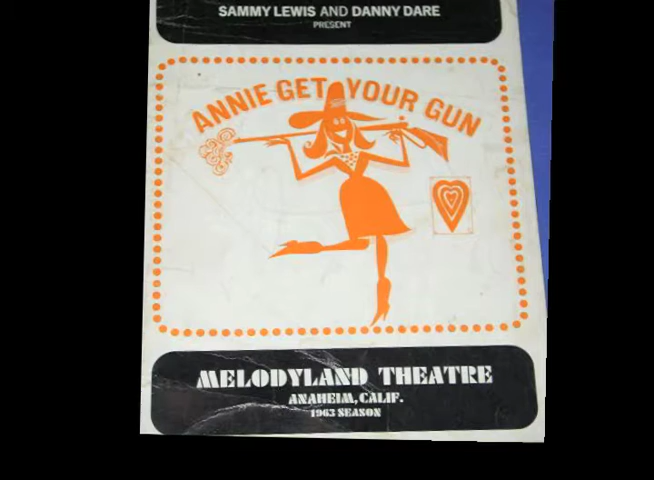 SAMMY LEWIS AND DANNY DARE
PRESENT
ANNIE GET YOUR GUN
MELODYLAND THEATRE
ANAHEIM, CALIF.
1963 SEASON